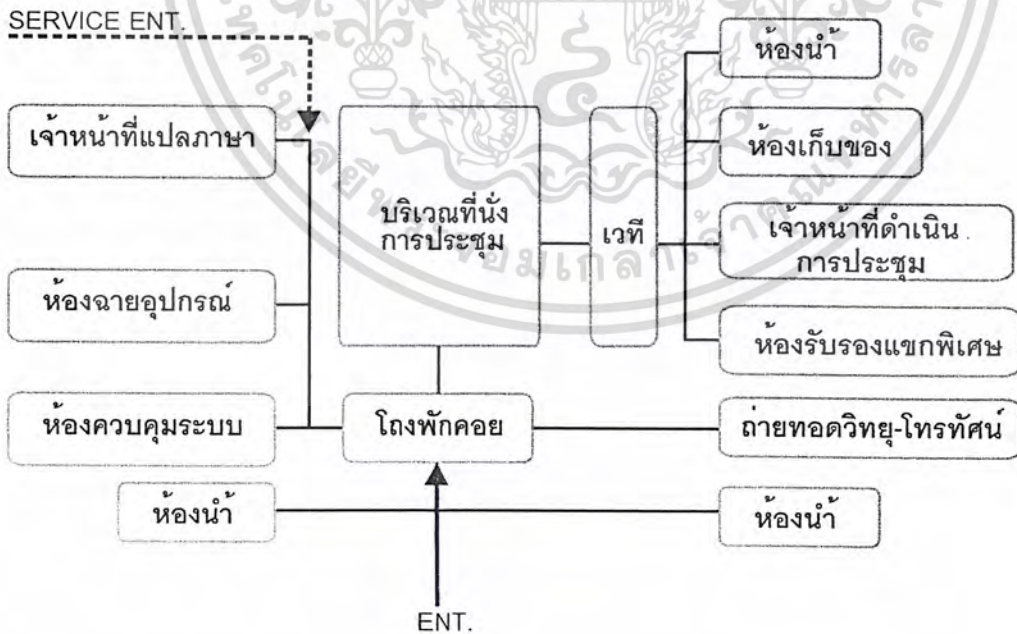 SERVICE ENT.
ห้องน้ำ
เจ้าหน้าที่แปลภาษา
ห้องเก็บของ
บริเวณที่นั่ง
การประชุม
เวที
เจ้าหน้าที่ดำเนิน
การประชุม
ห้องฉายอุปกรณ์
ห้องรับรองแขกพิเศษ
ห้องควบคุมระบบ
โถงพักคอย
ถ่ายทอดวิทยุ-โทรทัศน์
ห้องน้ำ
ห้องน้ำ
ENT.